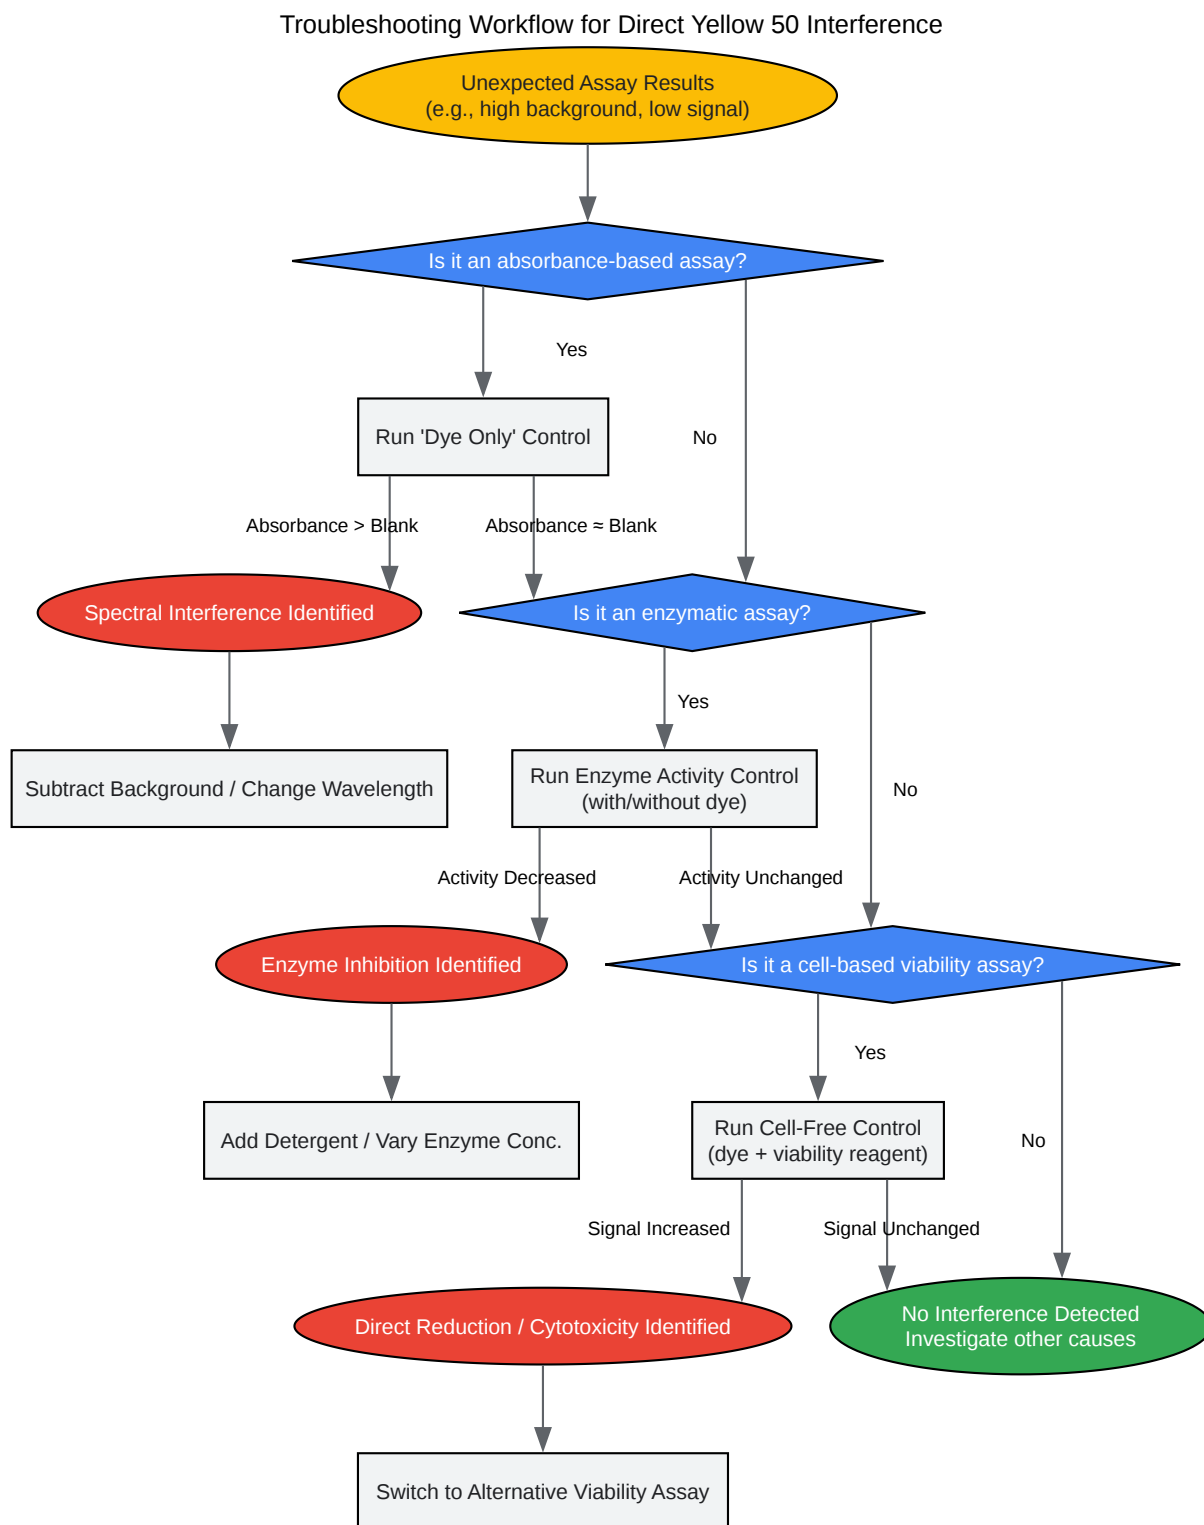 Troubleshooting Workflow for Direct Yellow 50 Interference
Unexpected Assay Results
(e.g., high background, low signal)
Is it an absorbance-based assay?
Yes
Run 'Dye Only' Control
No
Absorbance > Blank
Absorbance ≈ Blank
Spectral Interference Identified
Is it an enzymatic assay?
Yes
Subtract Background / Change Wavelength
Run Enzyme Activity Control
(with/without dye)
No
Activity Decreased
Activity Unchanged
Enzyme Inhibition Identified
Is it a cell-based viability assay?
Yes
Add Detergent / Vary Enzyme Conc.
Run Cell-Free Control
(dye + viability reagent)
No
Signal Increased
Signal Unchanged
Direct Reduction / Cytotoxicity Identified
No Interference Detected
Investigate other causes
Switch to Alternative Viability Assay